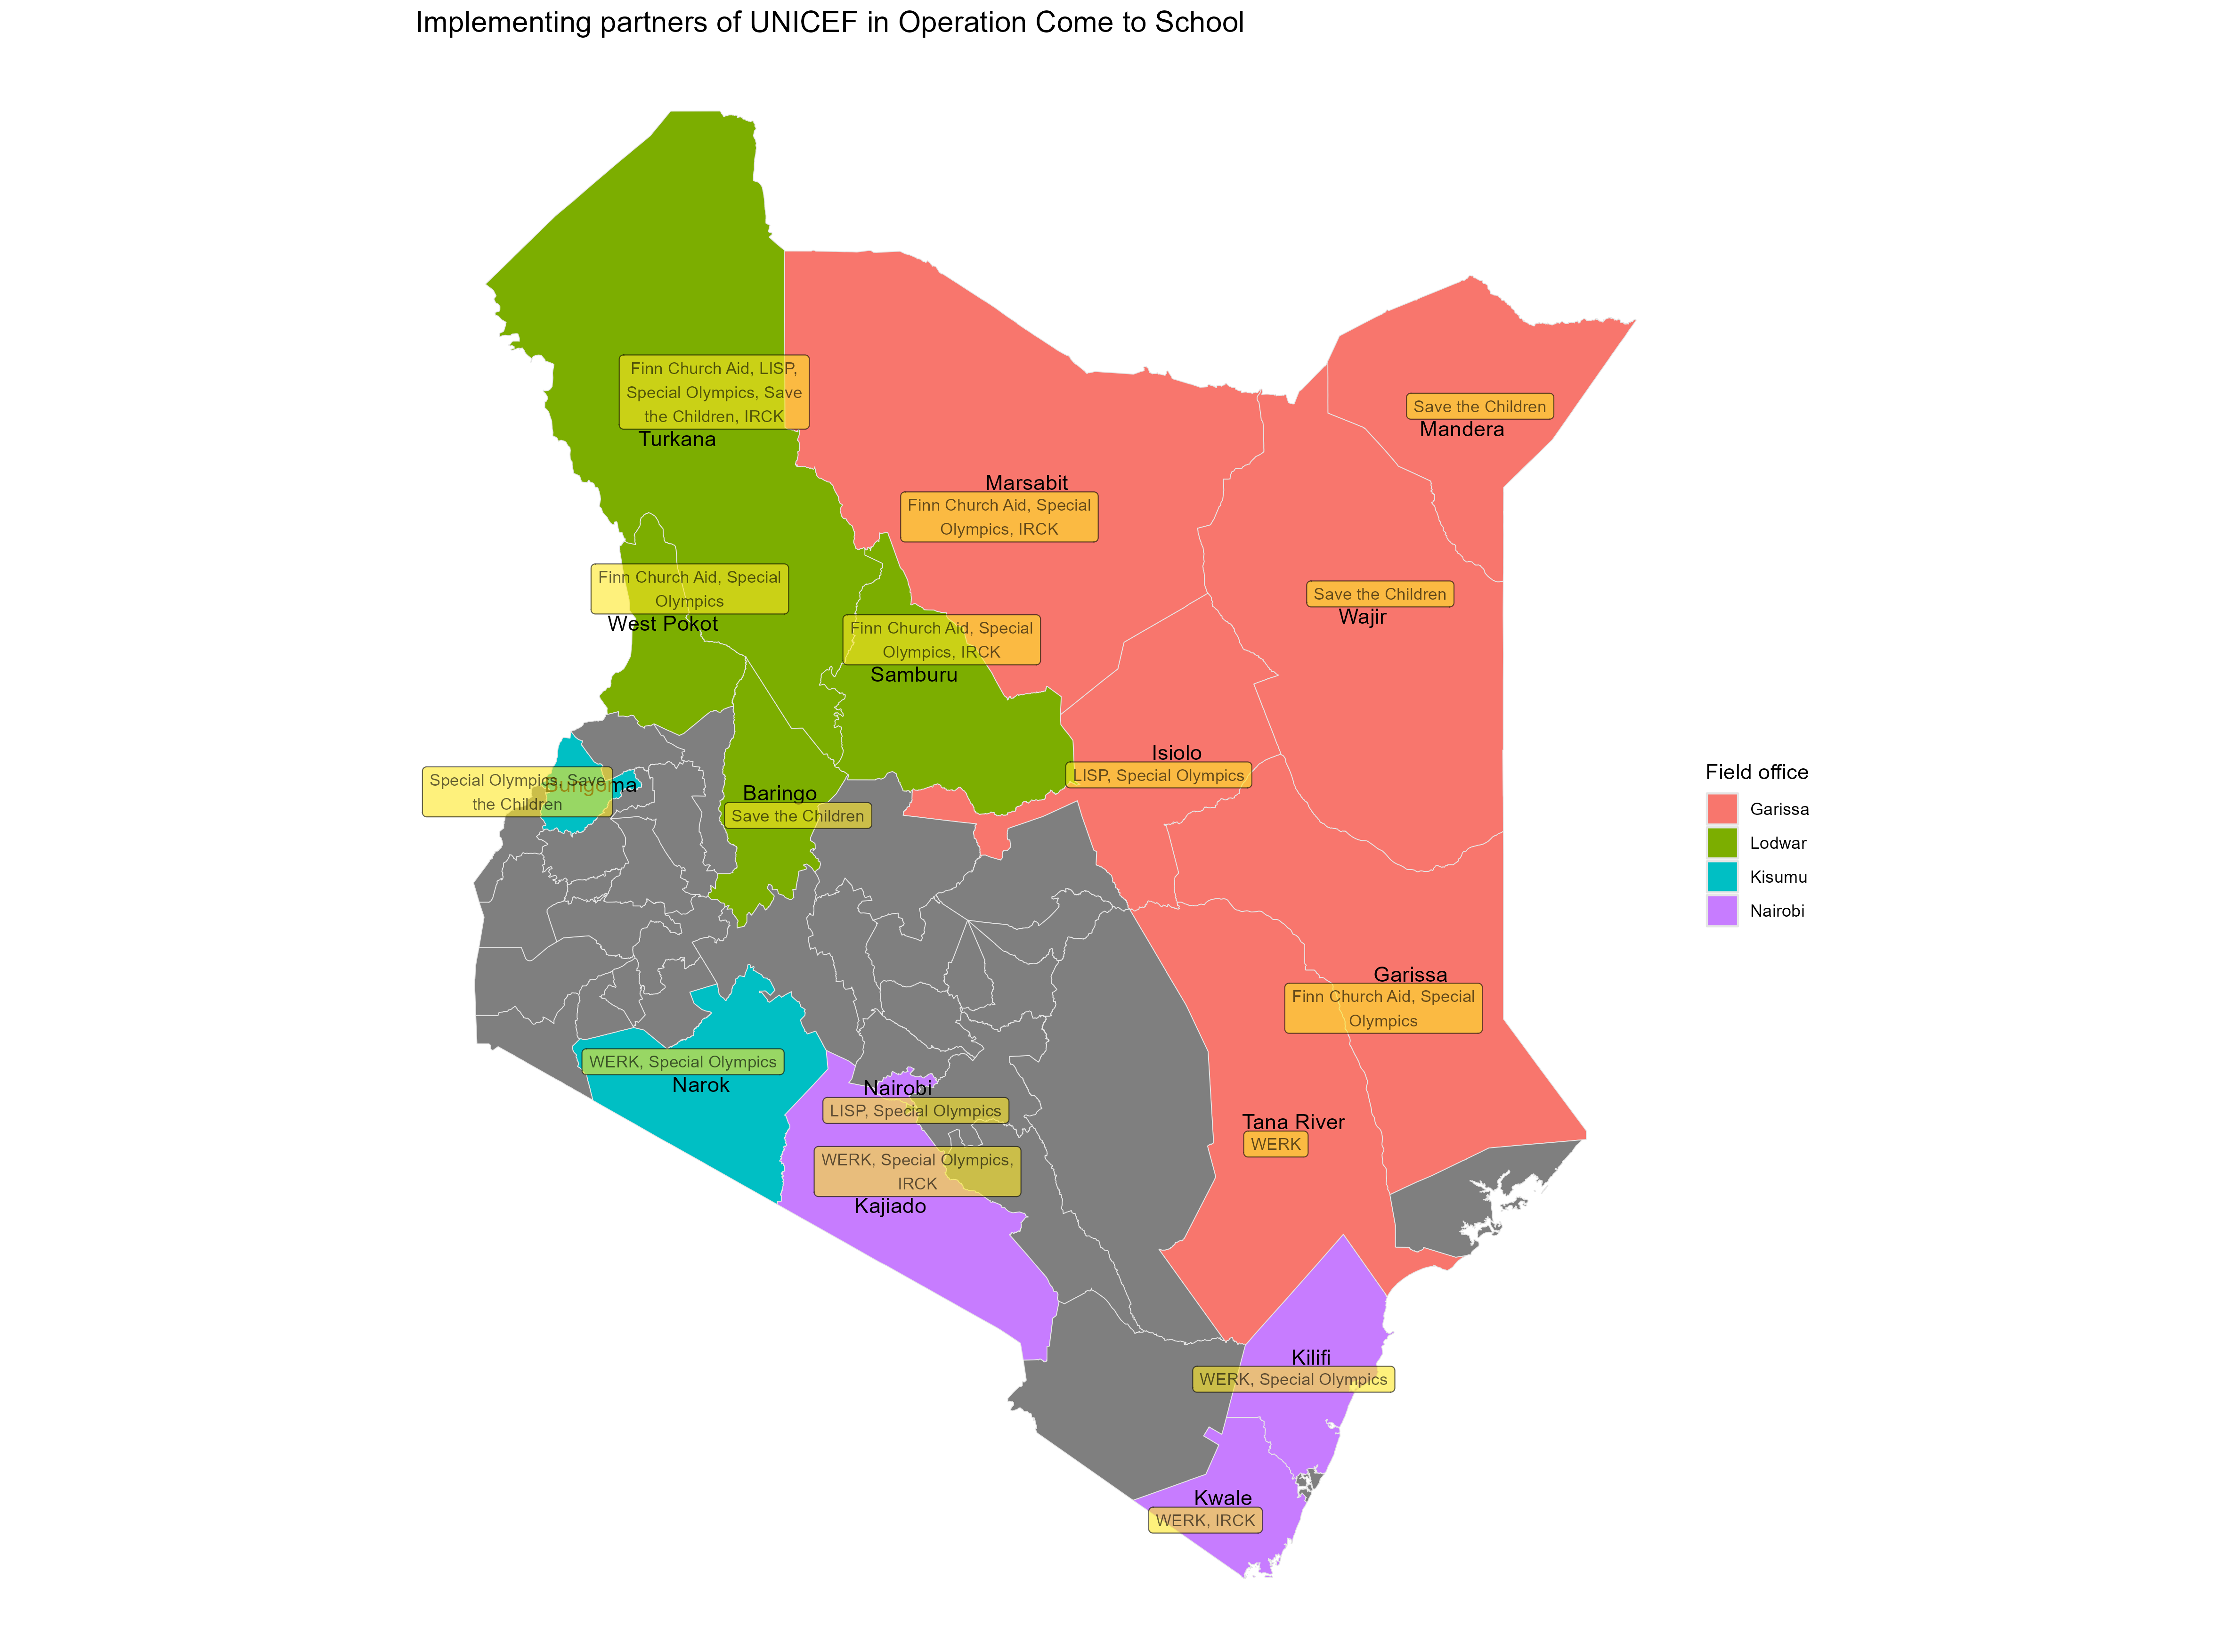 Implementing partners of UNICEF in Operation Come to School
Finn Church Aid, LISP,
Special Olympics, Save
the Children, IRCK
Turkana
Save the Children
Mandera
Marsabit
Finn Church Aid, Special
Olympics, IRCK
Finn Church Aid, Special
Olympics
West Pokot
Save the Children
Wajir
Finn Church Aid, Special
Olympics, IRCK
Samburu
Isiolo
LISP, Special Olympics
Special Olympics, Save
the Children
Bungoma
Baringo
Save the Children
Field office
Garissa
Lodwar
Kisumu
Nairobi
Garissa
Finn Church Aid, Special
Olympics
WERK, Special Olympics
Narok
Nairobi
LISP, Special Olympics
Tana River
WERK
WERK, Special Olympics,
IRCK
Kajiado
Kilifi
WERK, Special Olympics
Kwale
WERK, IRCK